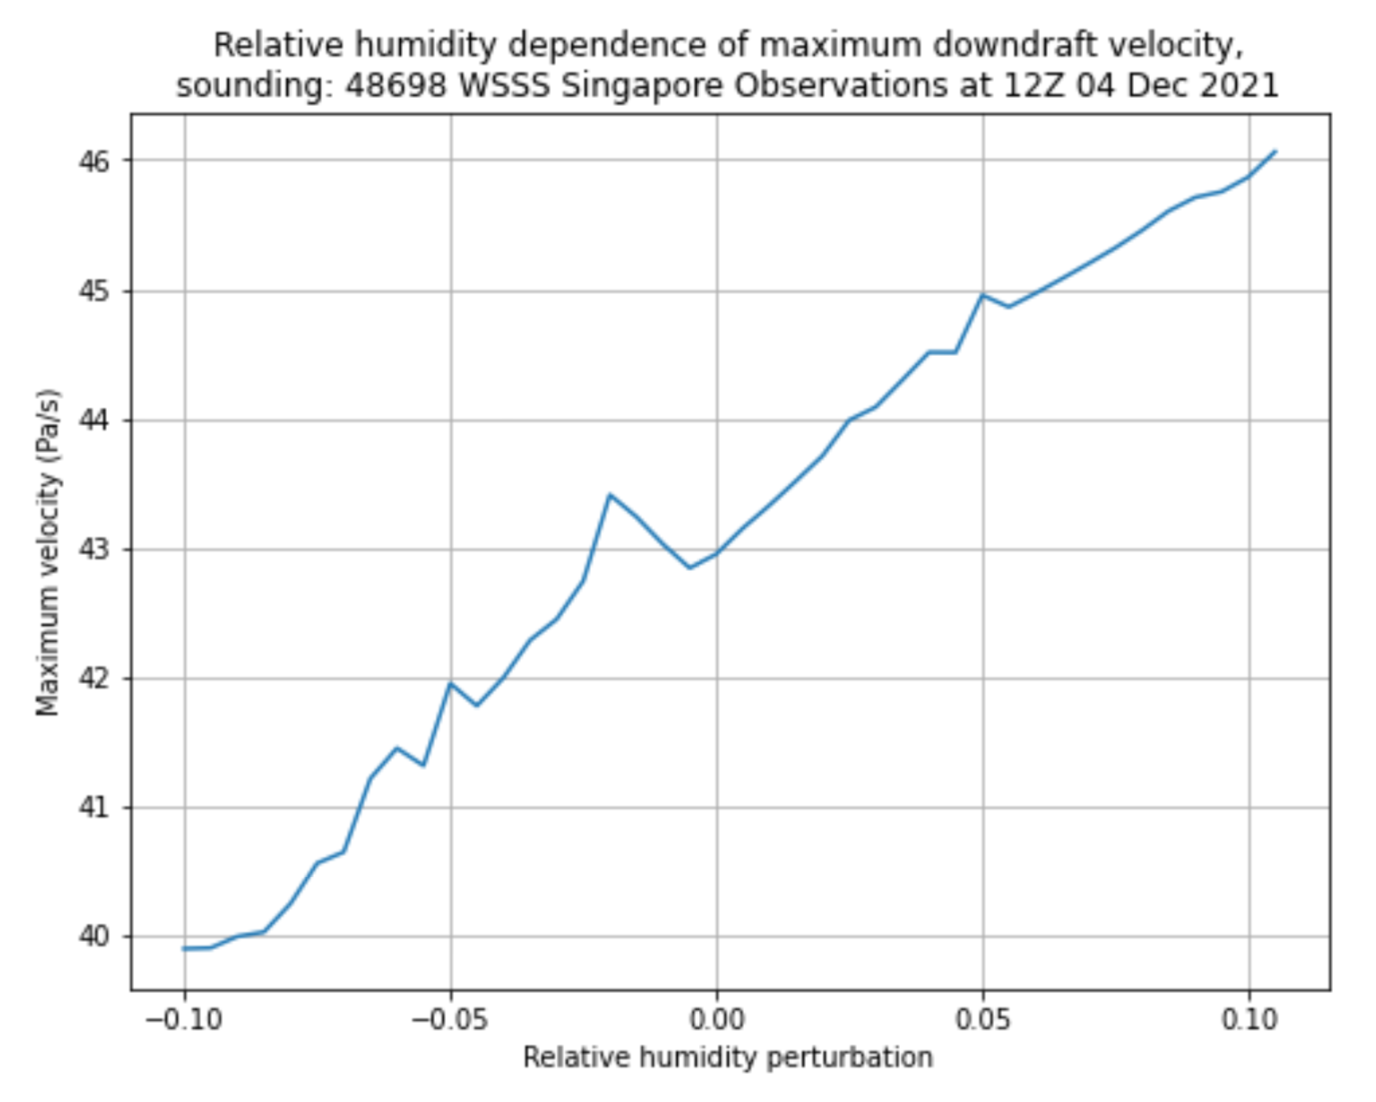 Relative humidity dependence of maximum downdraft velocity,
sounding: 48698 WSSS Singapore Observations at 12Z 04 Dec 2021
46
45
44
43
42
41
40
Maximum velocity (Pa/s)
−0.10 −0.05 0.00 0.05 0.10
Relative humidity perturbation